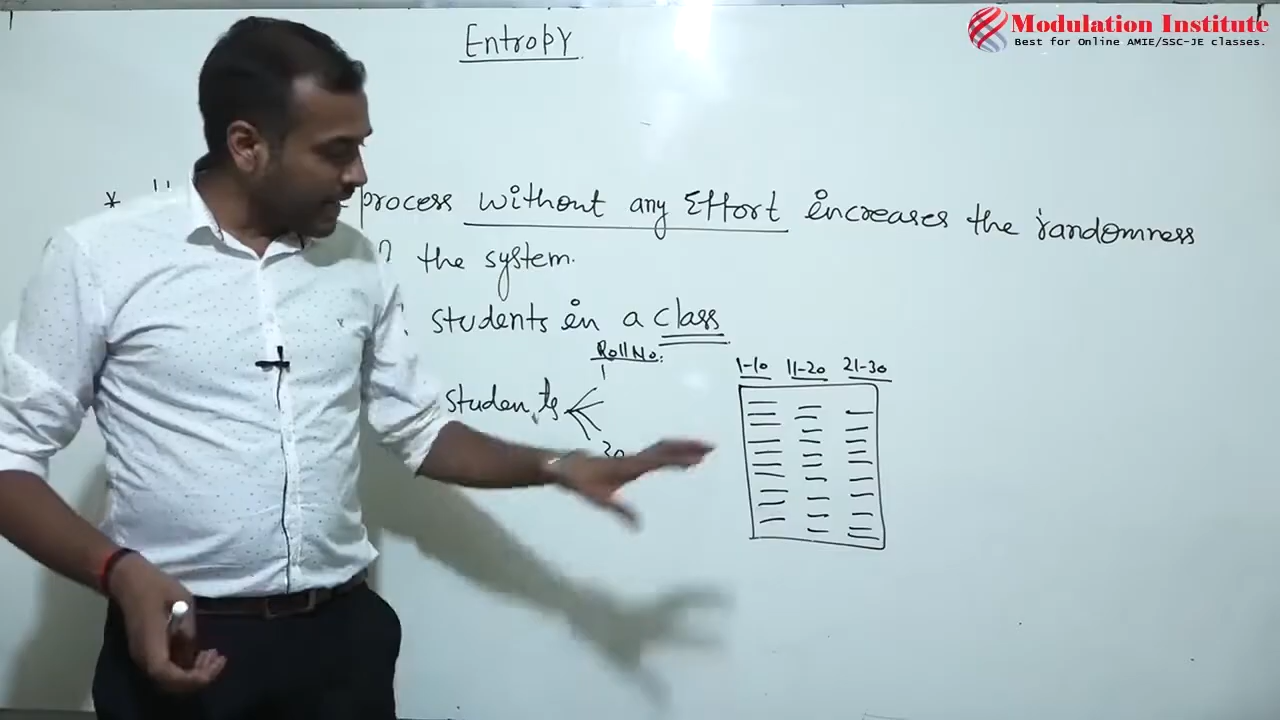 Modulation Institute
Best for Online AMIE/SSC-JE classes.
Entropy
* process without any Effort increases the randomness
the system.
students in a class
Roll No.
1
students
30
1-10 11-20 21-30